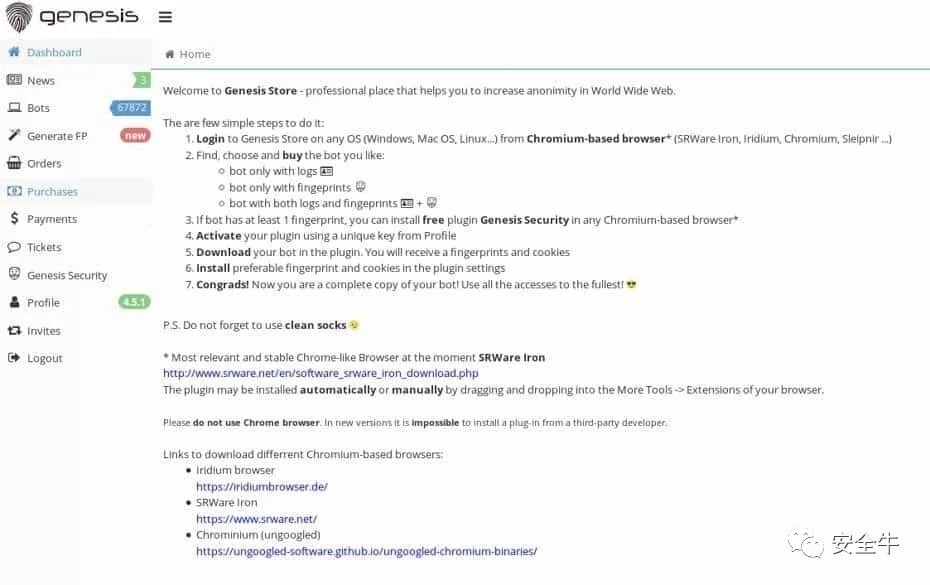 genesis
Dashboard
News 3
Bots 67872
Generate FP new
Orders
Purchases
Payments
Tickets
Genesis Security
Profile 4.5.1
Invites
Logout
Home
Welcome to Genesis Store - professional place that helps you to increase anonimity in World Wide Web.
The are few simple steps to do it:
1. Login to Genesis Store on any OS (Windows, Mac OS, Linux...) from Chromium-based browser* (SRWare Iron, Iridium, Chromium, Sleipnir ...)
2. Find, choose and buy the bot you like:
bot only with logs
bot only with fingeprints
bot with both logs and fingeprints +
3. If bot has at least 1 fingerprint, you can install free plugin Genesis Security in any Chromium-based browser*
4. Activate your plugin using a unique key from Profile
5. Download your bot in the plugin. You will receive a fingerprints and cookies
6. Install preferable fingerprint and cookies in the plugin settings
7. Congrads! Now you are a complete copy of your bot! Use all the accesses to the fullest! 😎
P.S. Do not forget to use clean socks 😉
* Most relevant and stable Chrome-like Browser at the moment SRWare Iron
http://www.srware.net/en/software_srware_iron_download.php
The plugin may be installed automatically or manually by dragging and dropping into the More Tools -> Extensions of your browser.
Please do not use Chrome browser. In new versions it is impossible to install a plug-in from a third-party developer.
Links to download differrent Chromium-based browsers:
Iridium browser
https://iridiumbrowser.de/
SRWare Iron
https://www.srware.net/
Chrominium (ungoogled)
https://ungoogled-software.github.io/ungoogled-chromium-binaries/
安全牛